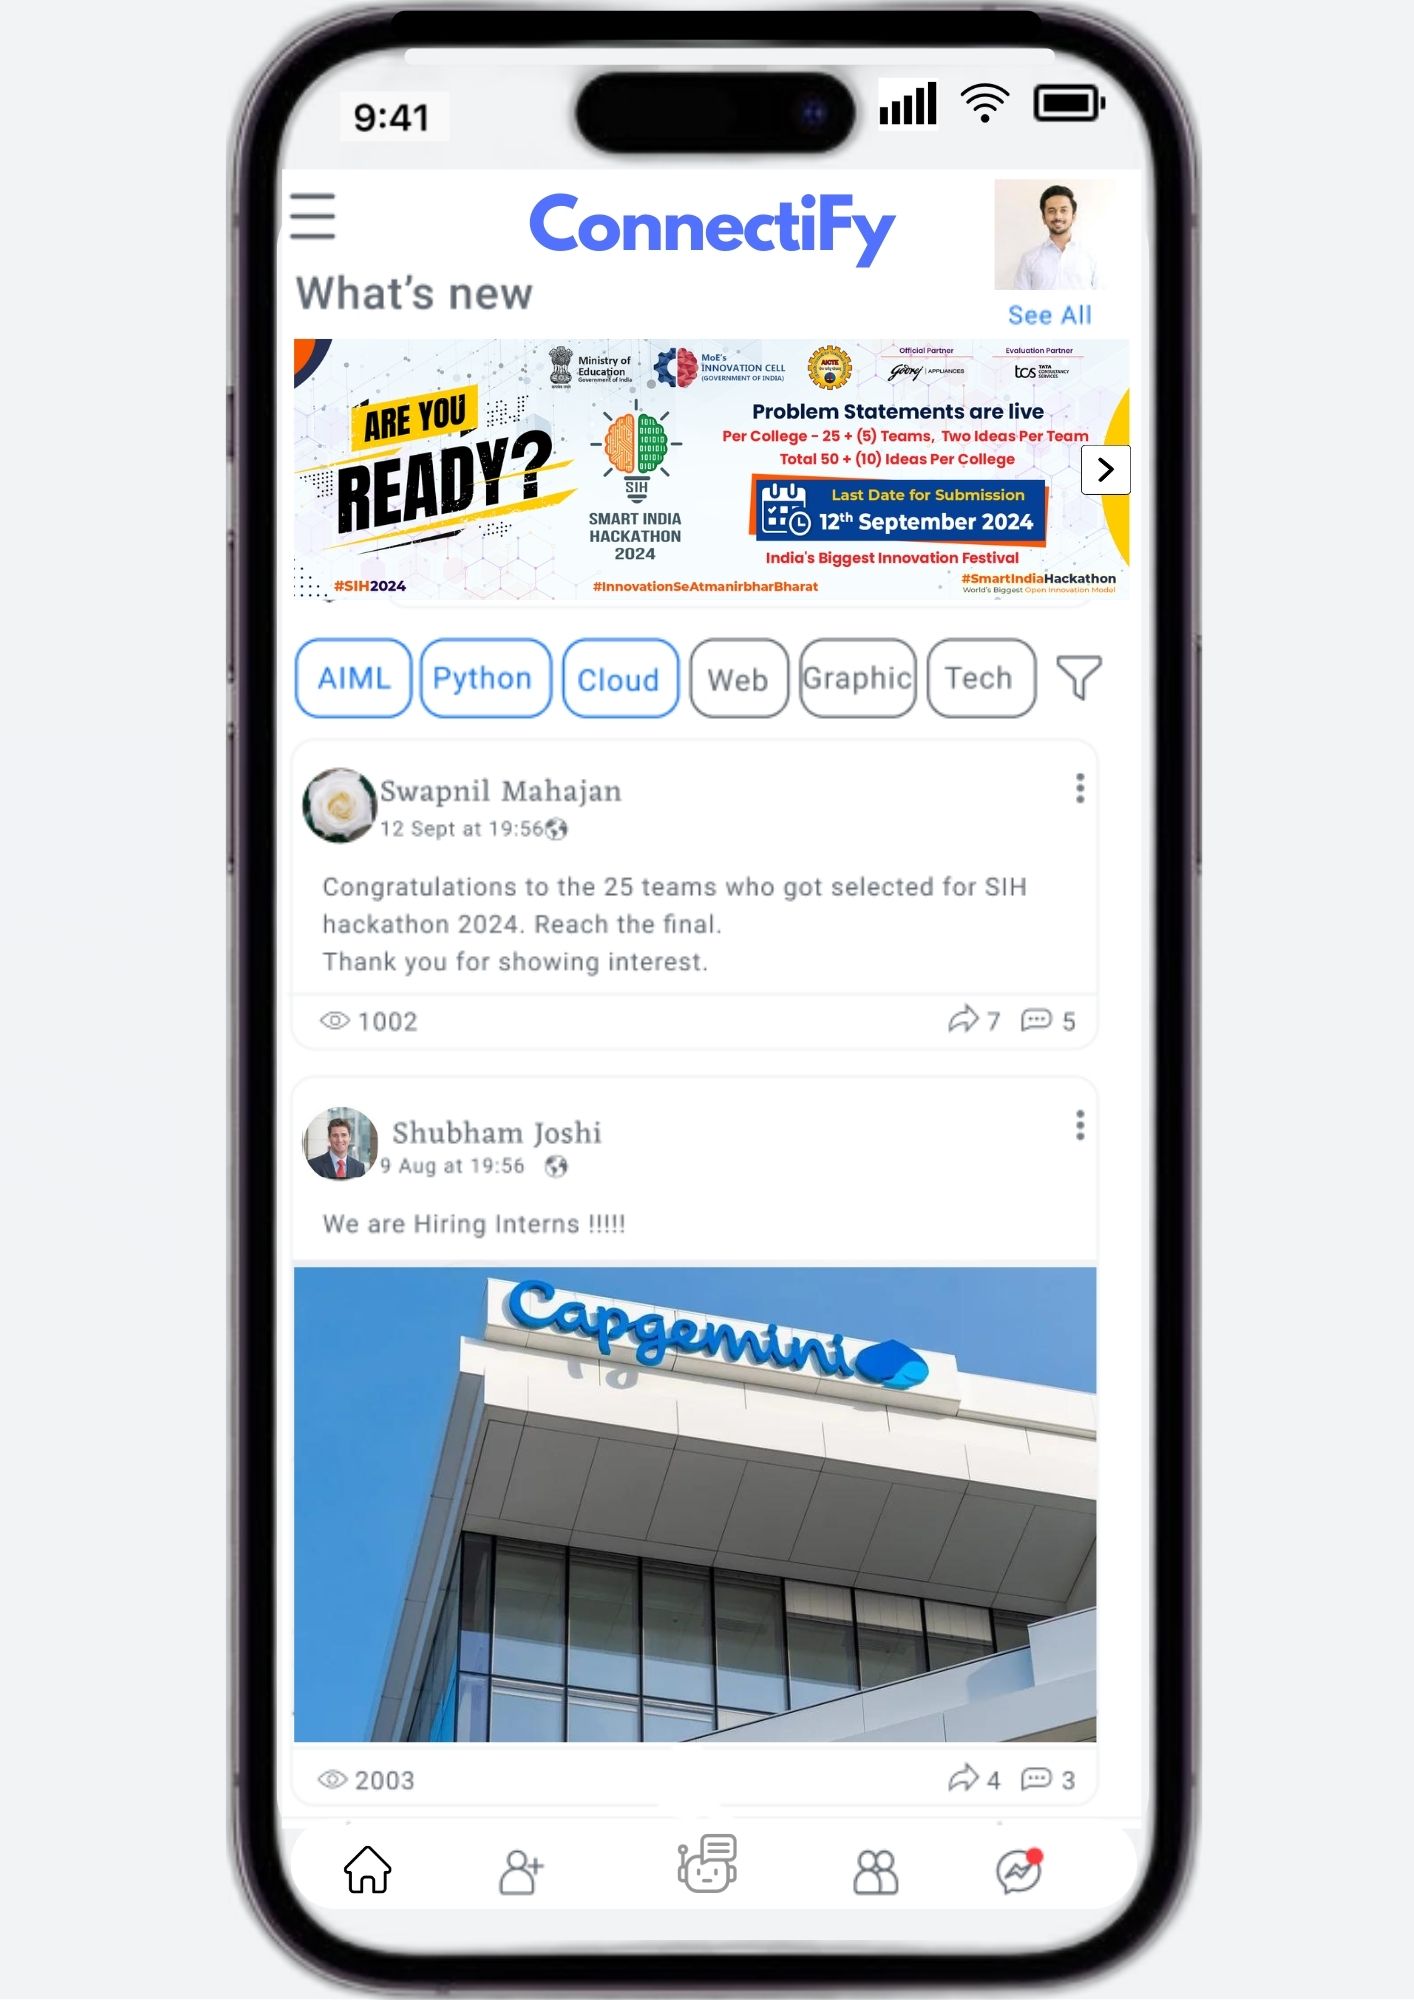 9:41
ConnectiFy
What's new
See All
Ministry of
Education
Government of India
MoE's
INNOVATION CELL
(GOVERNMENT OF INDIA)
AICTE
Official Partner
Godrej | APPLIANCES
Evaluation Partner
tcs TATA
CONSULTANCY
SERVICES
ARE YOU
READY?
SIH
SMART INDIA
HACKATHON
2024
Problem Statements are live
Per College - 25 + (5) Teams, Two Ideas Per Team
Total 50 + (10) Ideas Per College
Last Date for Submission
12th September 2024
India's Biggest Innovation Festival
#SIH2024
#InnovationSeAtmanirbharBharat
#SmartIndiaHackathon
World's Biggest Open Innovation Model
AIML
Python
Cloud
Web
Graphic
Tech
Swapnil Mahajan
12 Sept at 19:56
Congratulations to the 25 teams who got selected for SIH
hackathon 2024. Reach the final.
Thank you for showing interest.
1002
7
5
Shubham Joshi
9 Aug at 19:56
We are Hiring Interns !!!!!
Capgemini
2003
4
3